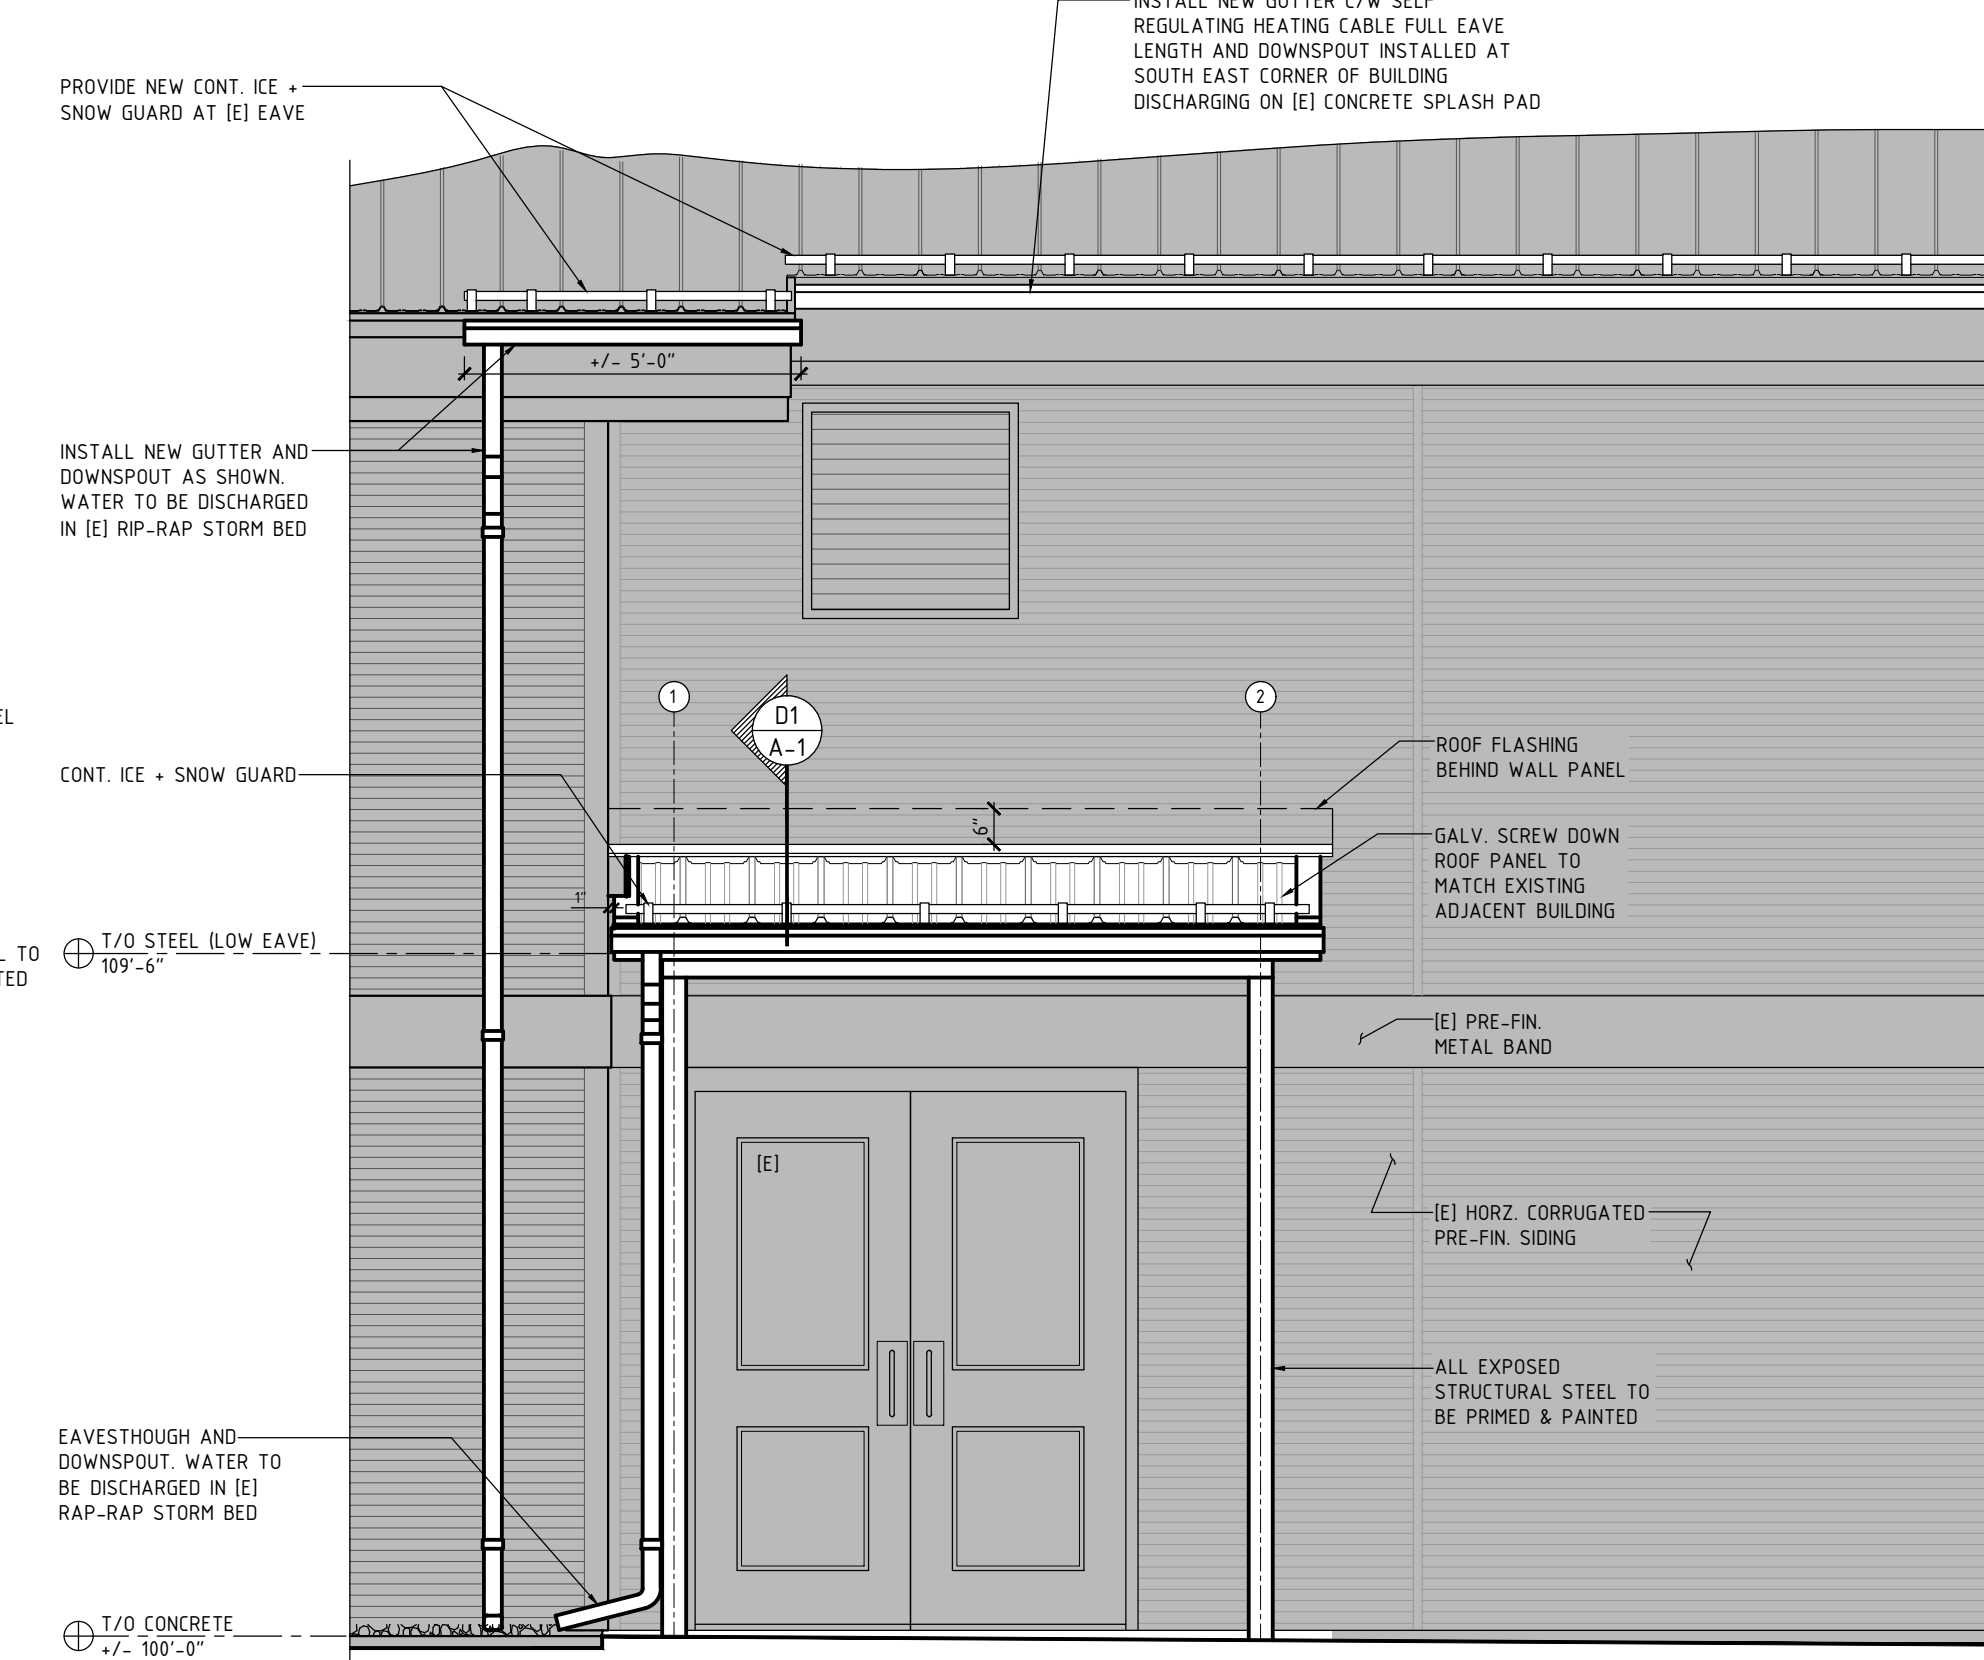 INSTALL NEW GUTTER C/W SELF
REGULATING HEATING CABLE FULL EAVE
LENGTH AND DOWNSPOUT INSTALLED AT
SOUTH EAST CORNER OF BUILDING
DISCHARGING ON [E] CONCRETE SPLASH PAD
PROVIDE NEW CONT. ICE +
SNOW GUARD AT [E] EAVE
+/- 5'-0"
INSTALL NEW GUTTER AND
DOWNSPOUT AS SHOWN.
WATER TO BE DISCHARGED
IN [E] RIP-RAP STORM BED
1
D1
A-1
2
EL
ROOF FLASHING
BEHIND WALL PANEL
CONT. ICE + SNOW GUARD
6"
GALV. SCREW DOWN
ROOF PANEL TO
MATCH EXISTING
ADJACENT BUILDING
1"
T/O STEEL (LOW EAVE)
109'-6"
TO
TED
[E] PRE-FIN.
METAL BAND
[E]
[E] HORZ. CORRUGATED
PRE-FIN. SIDING
ALL EXPOSED
STRUCTURAL STEEL TO
BE PRIMED & PAINTED
EAVESTHOUGH AND
DOWNSPOUT. WATER TO
BE DISCHARGED IN [E]
RAP-RAP STORM BED
T/O CONCRETE
+/- 100'-0"